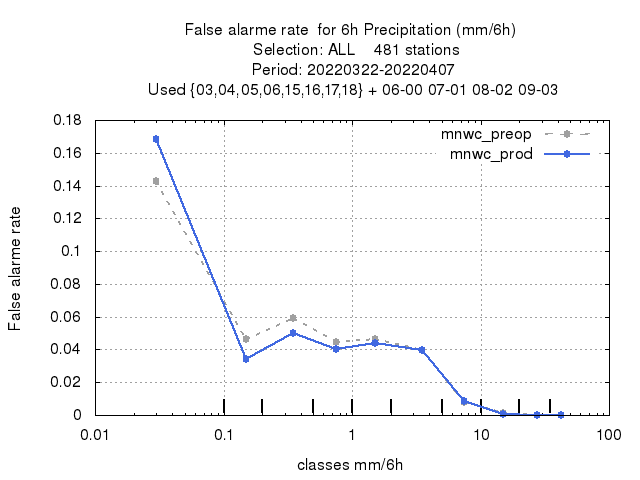 False alarme rate  for 6h Precipitation (mm/6h)
Selection: ALL    481 stations
Period: 20220322-20220407
Used {03,04,05,06,15,16,17,18} + 06-00 07-01 08-02 09-03
mnwc_preop
mnwc_prod
0.18
0.16
0.14
0.12
0.1
0.08
0.06
0.04
0.02
0
False alarme rate
0.01 0.1 1 10 100
classes mm/6h